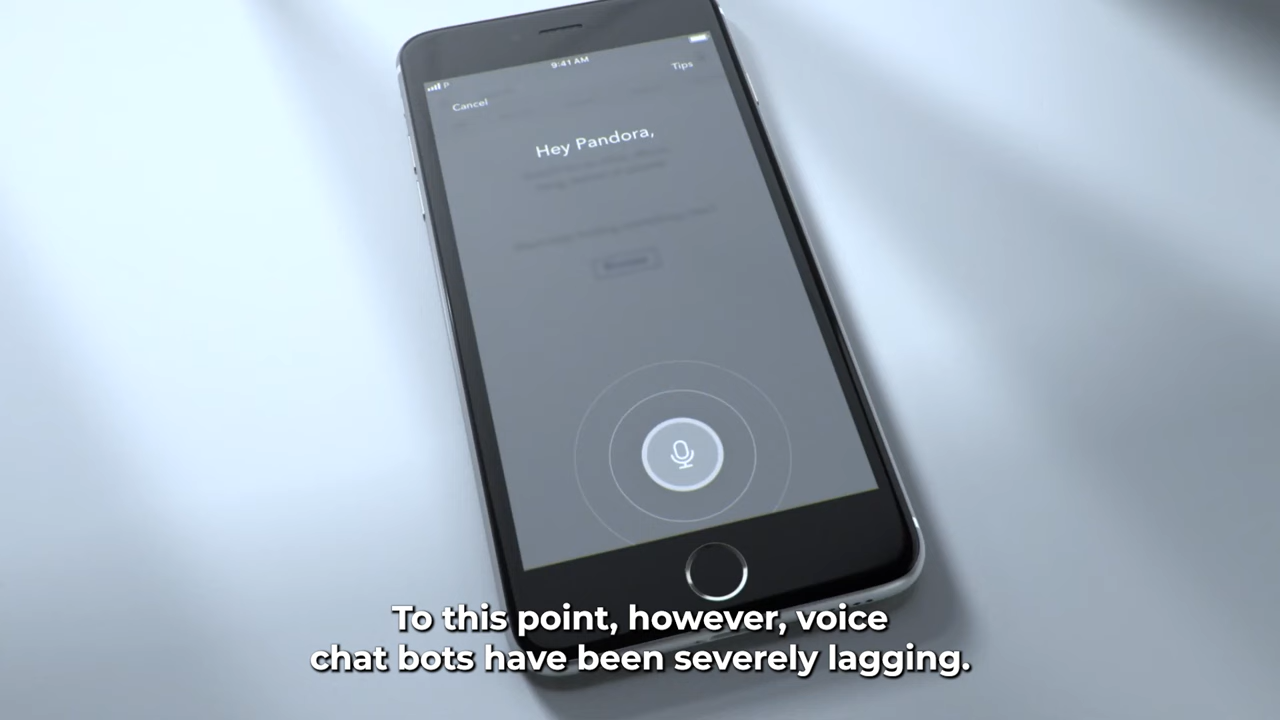 9:41 AM
Tips
Cancel
Hey Pandora,
To this point, however, voice
chat bots have been severely lagging.